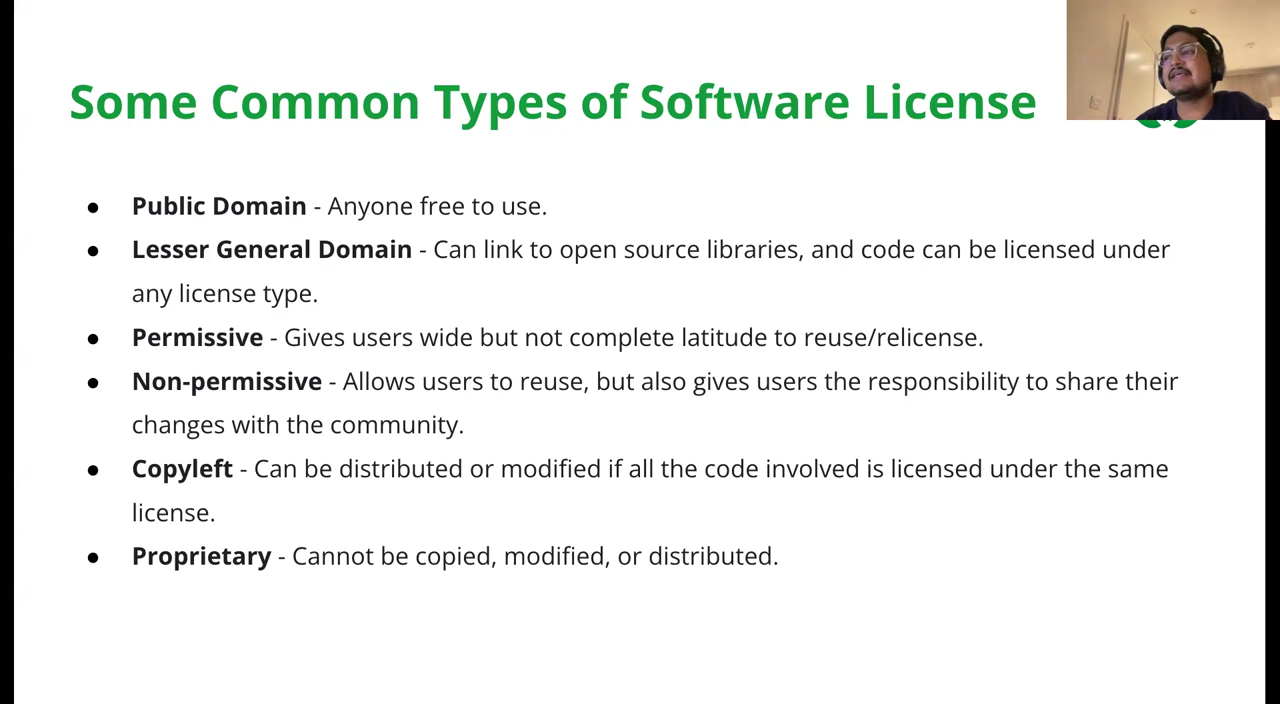 Some Common Types of Software License
● Public Domain - Anyone free to use.
● Lesser General Domain - Can link to open source libraries, and code can be licensed under
any license type.
● Permissive - Gives users wide but not complete latitude to reuse/relicense.
● Non-permissive - Allows users to reuse, but also gives users the responsibility to share their
changes with the community.
● Copyleft - Can be distributed or modified if all the code involved is licensed under the same
license.
● Proprietary - Cannot be copied, modified, or distributed.